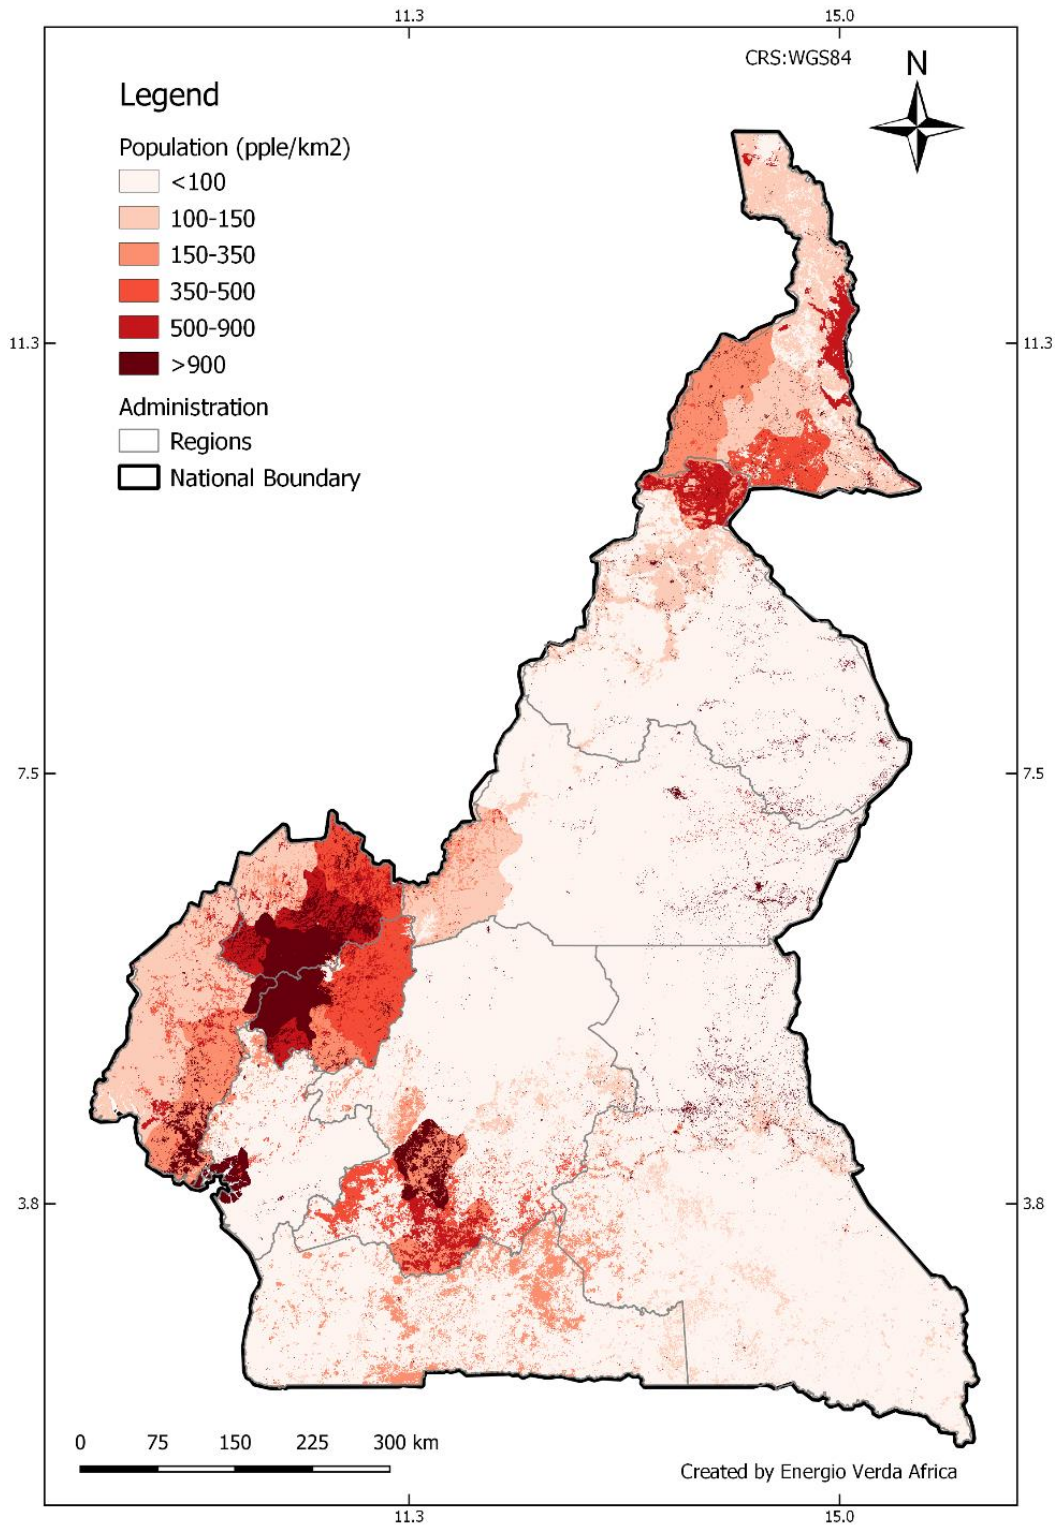 11.3 15.0
CRS:WGS84
N
Legend
Population (pple/km2)
<100
100-150
150-350
350-500
500-900
>900
Administration
Regions
National Boundary
11.3 11.3
7.5 7.5
3.8 3.8
0 75 150 225 300 km
Created by Energio Verda Africa
11.3 15.0